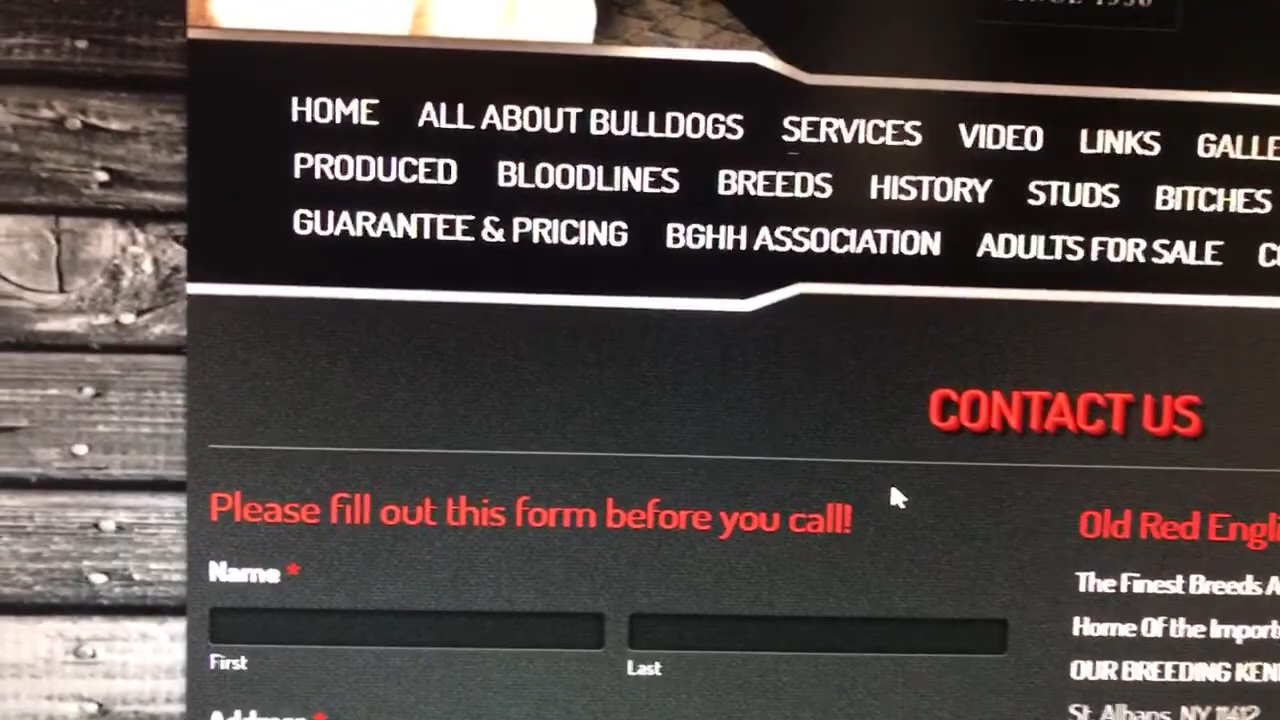 HOME ALL ABOUT BULLDOGS SERVICES VIDEO LINKS
PRODUCED BLOODLINES BREEDS HISTORY STUDS BITCHES
GUARANTEE & PRICING BGHH ASSOCIATION ADULTS FOR SALE
CONTACT US
Please fill out this form before you call!
Old Red
Name *
The Finest Breeds
Home Of the
First
Last
OUR BREEDING
Address *
St. Albans, NY 11412